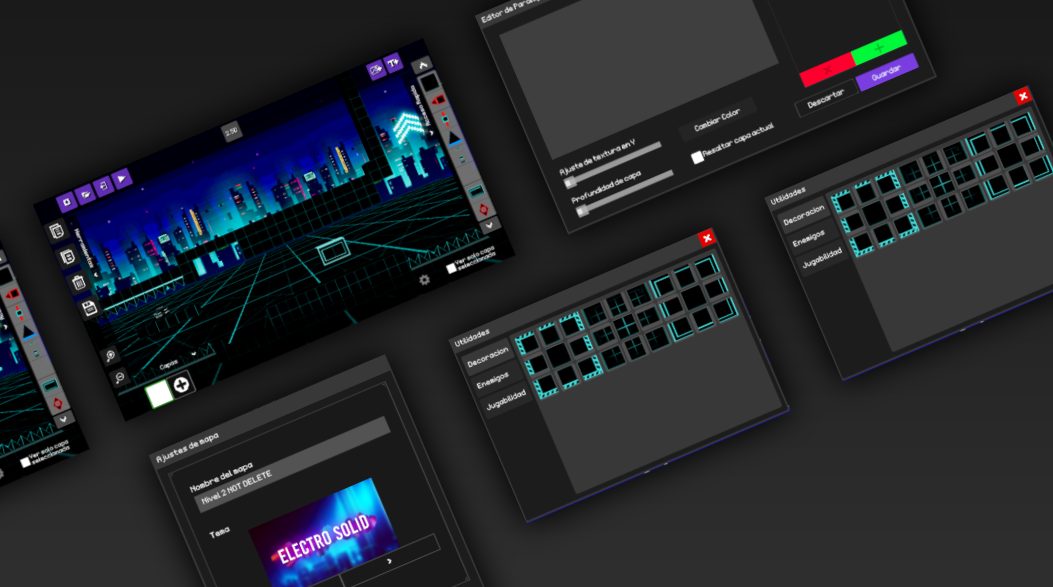 Editor de
Ajuste de textura en Y
Profundidad de capa
Cambiar Color
Resaltar capa actual
Descartar
Guardar
2.50
Herramientas
Acceso Rapido
Ver solo capa
seleccionada
Capas
Ver solo capa
seleccionada
Utilidades
Decoracion
Enemigos
Jugabilidad
Utilidades
Decoracion
Enemigos
Jugabilidad
Ajustes de mapa
Nombre del mapa
Nivel 2 NOT DELETE
Tema
ELECTRO SOLID